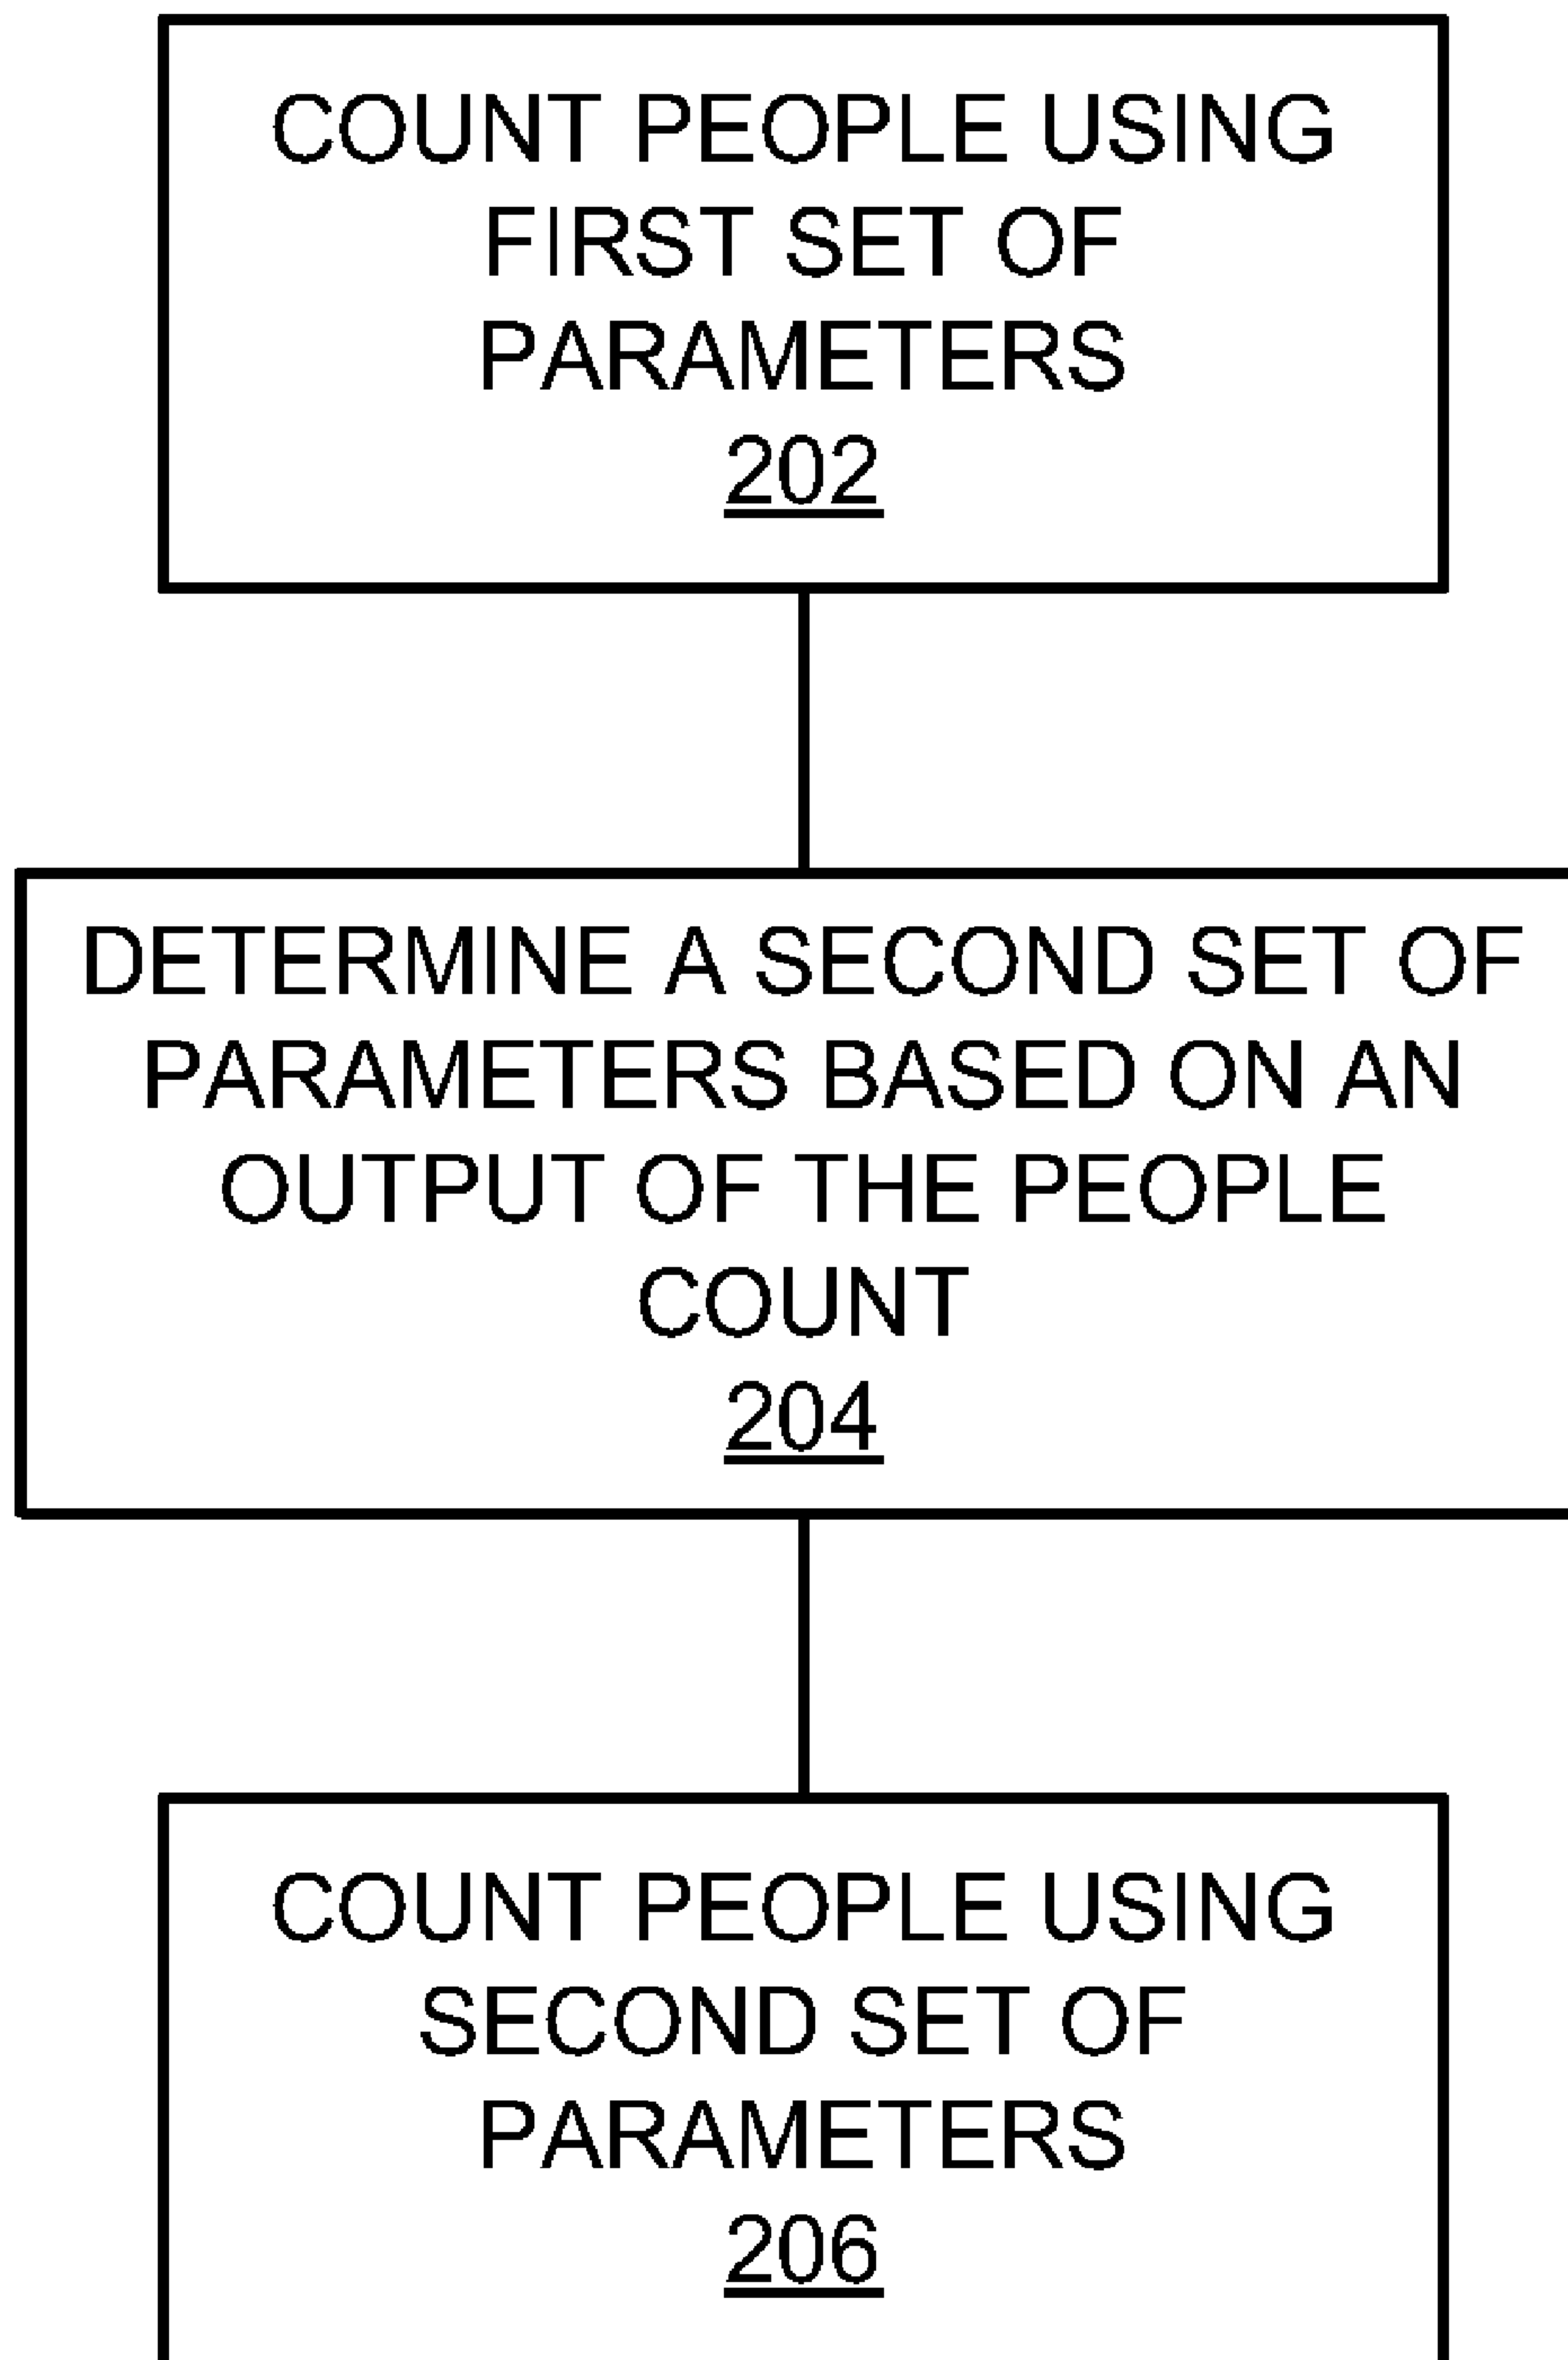 COUNT PEOPLE USING
FIRST SET OF
PARAMETERS
202
DETERMINE A SECOND SET OF
PARAMETERS BASED ON AN
OUTPUT OF THE PEOPLE
COUNT
204
COUNT PEOPLE USING
SECOND SET OF
PARAMETERS
206